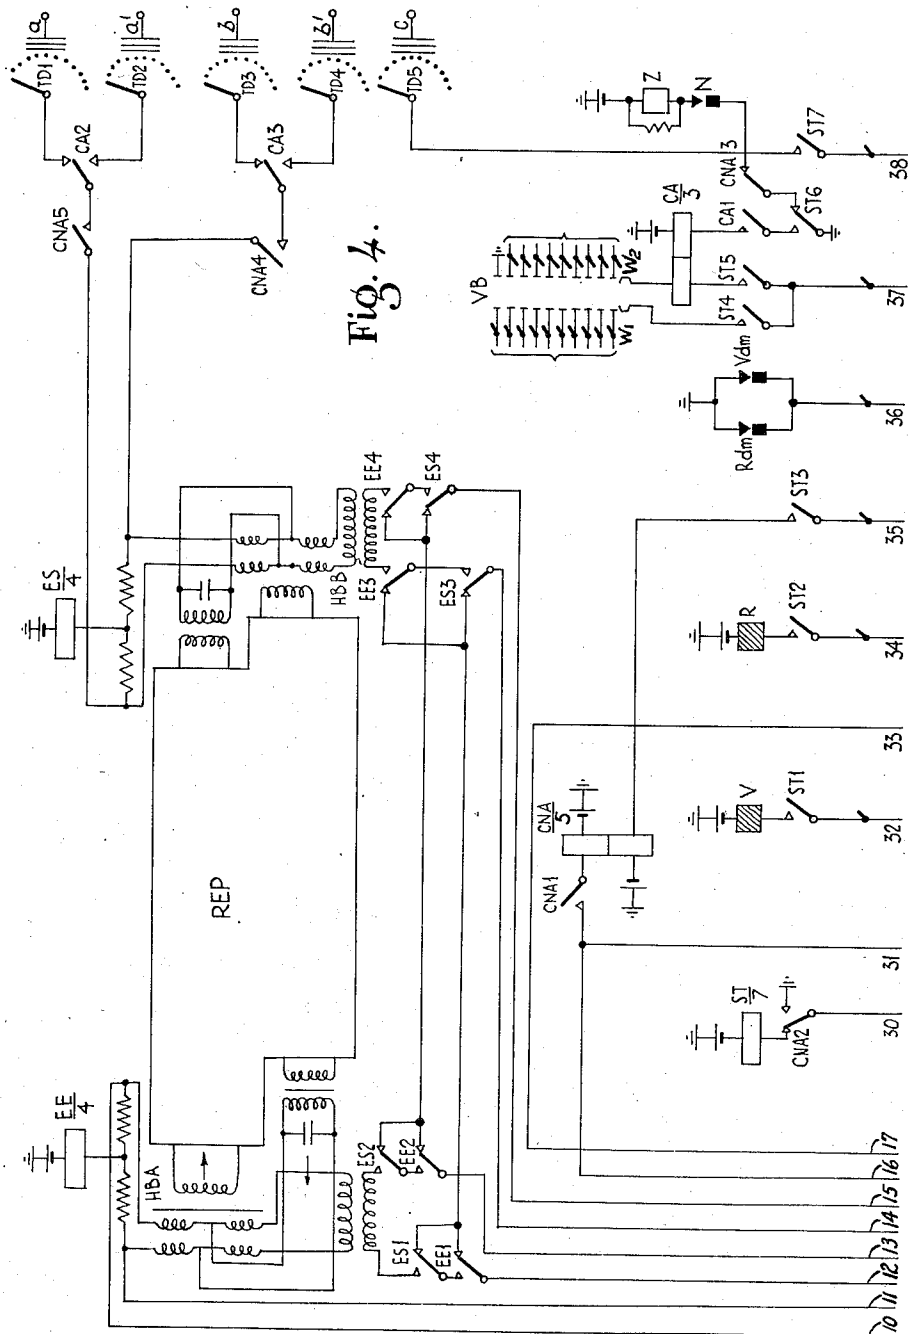 a
a'
b
b'
c
TD1
TD2
TD3
TD4
TD5
CA2
CA3
CNA5
CNA4
Fig. 4.
Z
N
CNA3
ST7
38
CA
3
CA1
ST6
VB
W2
W1
ST5
ST4
37
Vdm
Rdm
36
ES
4
EE4
ES4
HBB
EE3
ES3
ST3
35
R
ST2
34
33
REP
CNA
5
V
ST1
32
CNA1
31
ST
7
CNA2
30
EE
4
HBA
ES2
EE2
ES1
EE1
17
16
15
14
13
12
11
10